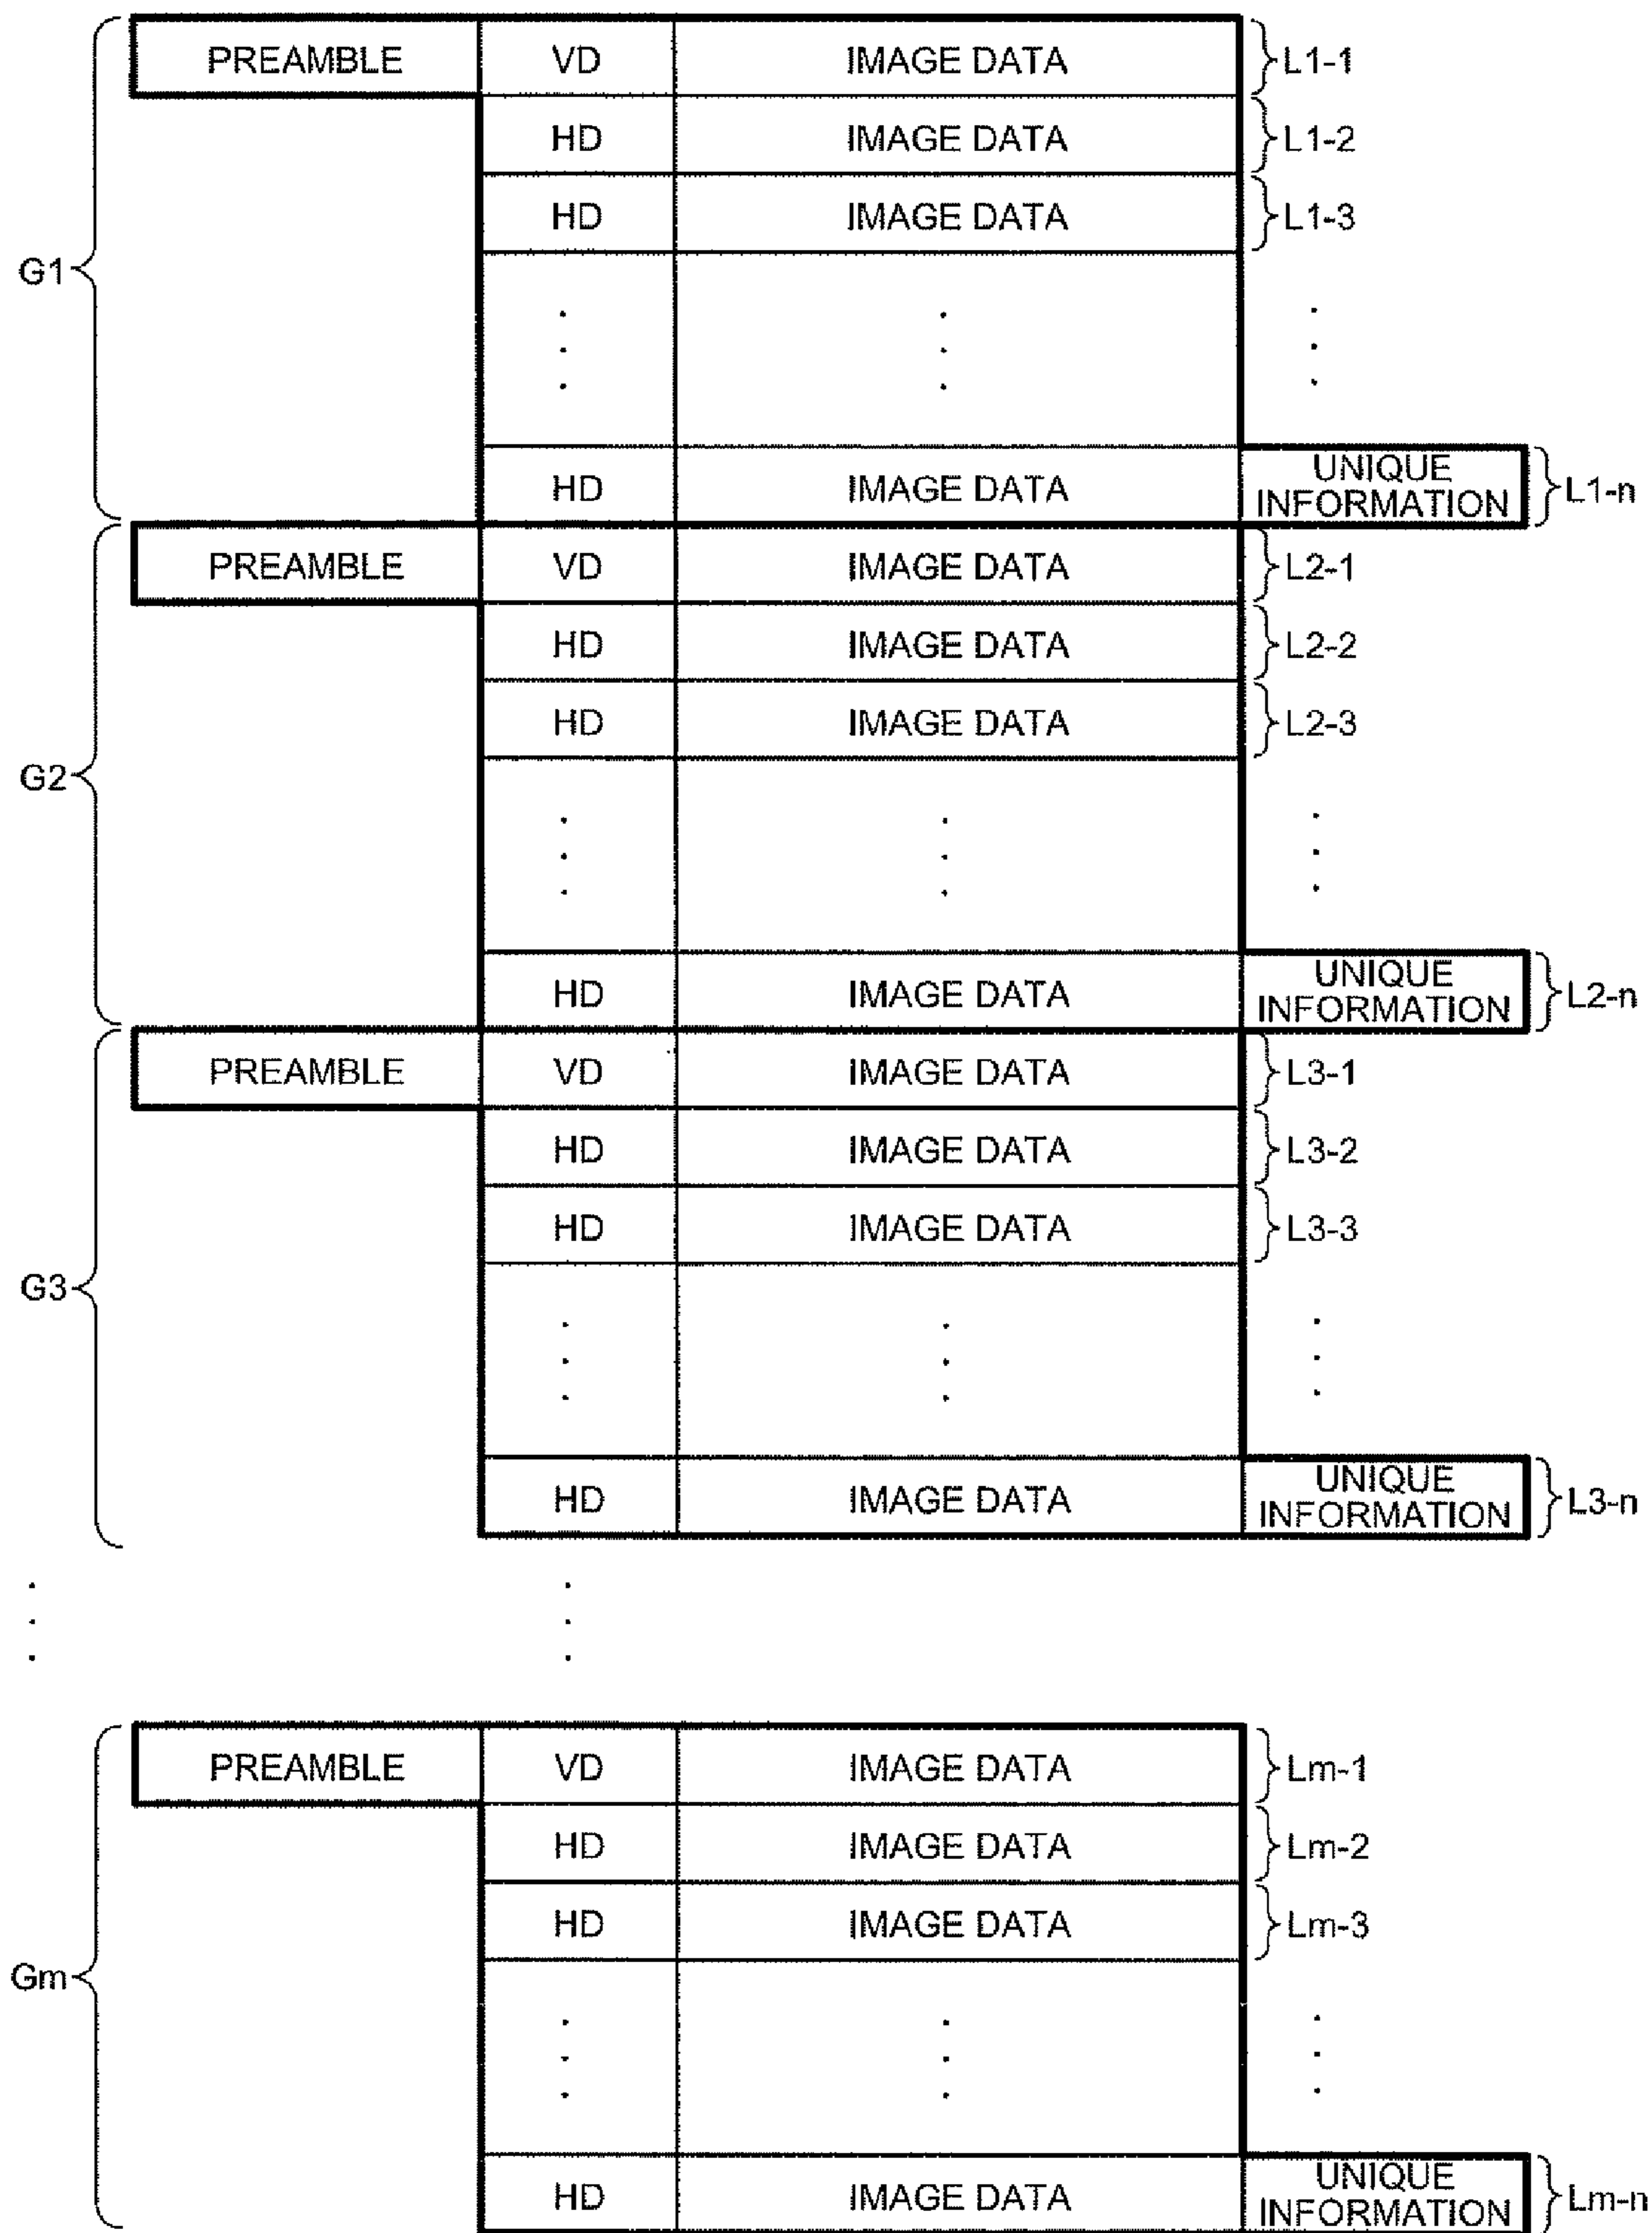 PREAMBLE VD IMAGE DATA L1-1
HD IMAGE DATA L1-2
HD IMAGE DATA L1-3
G1
HD IMAGE DATA UNIQUE INFORMATION L1-n
PREAMBLE VD IMAGE DATA L2-1
HD IMAGE DATA L2-2
HD IMAGE DATA L2-3
G2
HD IMAGE DATA UNIQUE INFORMATION L2-n
PREAMBLE VD IMAGE DATA L3-1
HD IMAGE DATA L3-2
HD IMAGE DATA L3-3
G3
HD IMAGE DATA UNIQUE INFORMATION L3-n
PREAMBLE VD IMAGE DATA Lm-1
HD IMAGE DATA Lm-2
HD IMAGE DATA Lm-3
Gm
HD IMAGE DATA UNIQUE INFORMATION Lm-n